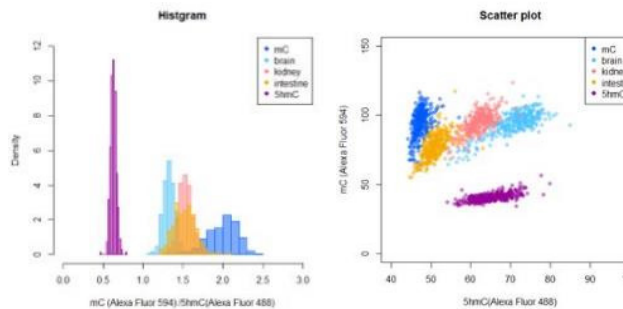 Histgram
mC
brain
kidney
intestine
5hmC
Density
12
10
8
6
4
2
0
0.0 0.5 1.0 1.5 2.0 2.5 3.0
mC (Alexa Fluor 594) /5hmC(Alexa Fluor 488)
Scatter plot
mC
brain
kidney
intestine
5hmC
mC (Alexa Fluor 594)
150
100
50
0
40 50 60 70 80 90
5hmC(Alexa Fluor 488)